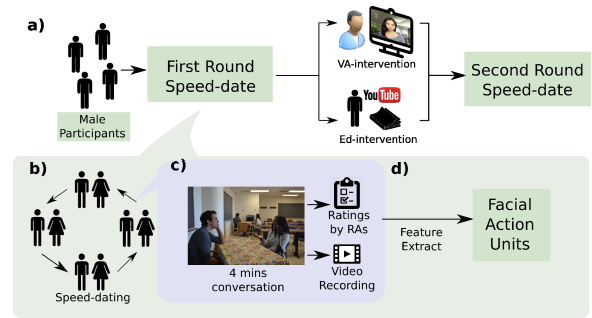 a)
Male
Participants
First Round
Speed-date
VA-intervention
YouTube
Ed-intervention
Second Round
Speed-date
b)
Speed-dating
c)
4 mins
conversation
Ratings
by RAs
Video
Recording
d)
Feature
Extract
Facial
Action
Units